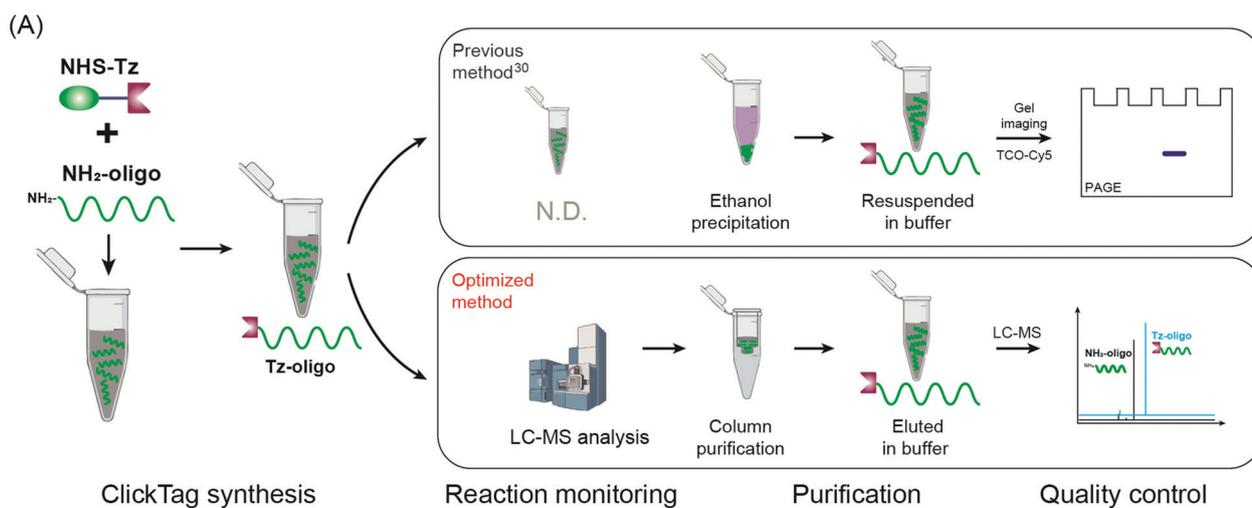 (A)
NHS-Tz
+
NH₂-oligo
NH₂-
Tz-oligo
Previous
method³⁰
N.D.
Ethanol
precipitation
Resuspended
in buffer
Gel
imaging
TCO-Cy5
PAGE
Optimized
method
LC-MS analysis
Column
purification
Eluted
in buffer
LC-MS
NH₂-oligo
NH₂-
Tz-oligo
ClickTag synthesis
Reaction monitoring
Purification
Quality control